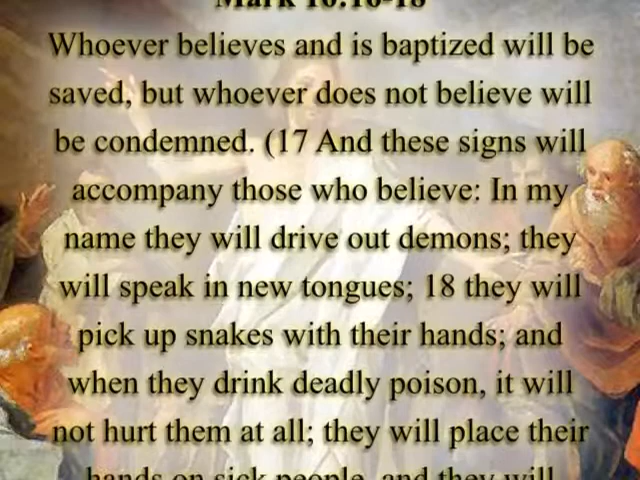 Mark 16:16-18
Whoever believes and is baptized will be
saved, but whoever does not believe will
be condemned. (17 And these signs will
accompany those who believe: In my
name they will drive out demons; they
will speak in new tongues; 18 they will
pick up snakes with their hands; and
when they drink deadly poison, it will
not hurt them at all; they will place their
hands on sick people, and they will